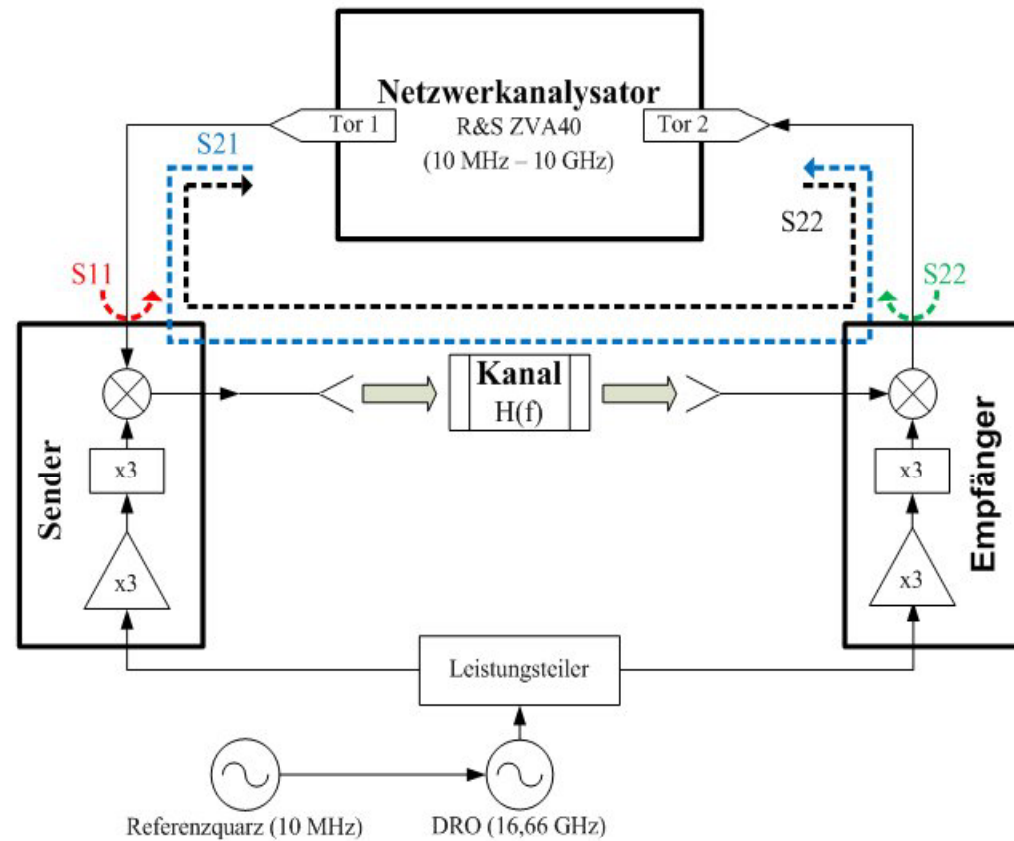 Netzwerkanalysator
Tor 1
R&S ZVA40
Tor 2
(10 MHz – 10 GHz)
S21
S22
S11
S22
Sender
x3
x3
Kanal
H(f)
Empfänger
x3
x3
Leistungsteiler
Referenzquarz (10 MHz)
DRO (16,66 GHz)